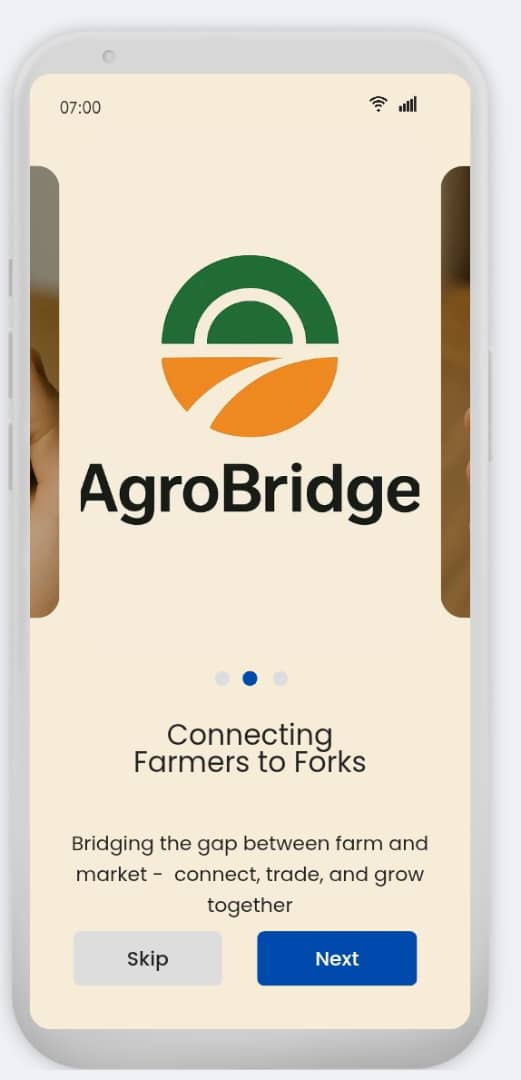 07:00
AgroBridge
Connecting
Farmers to Forks
Bridging the gap between farm and
market -  connect, trade, and grow
together
Skip
Next